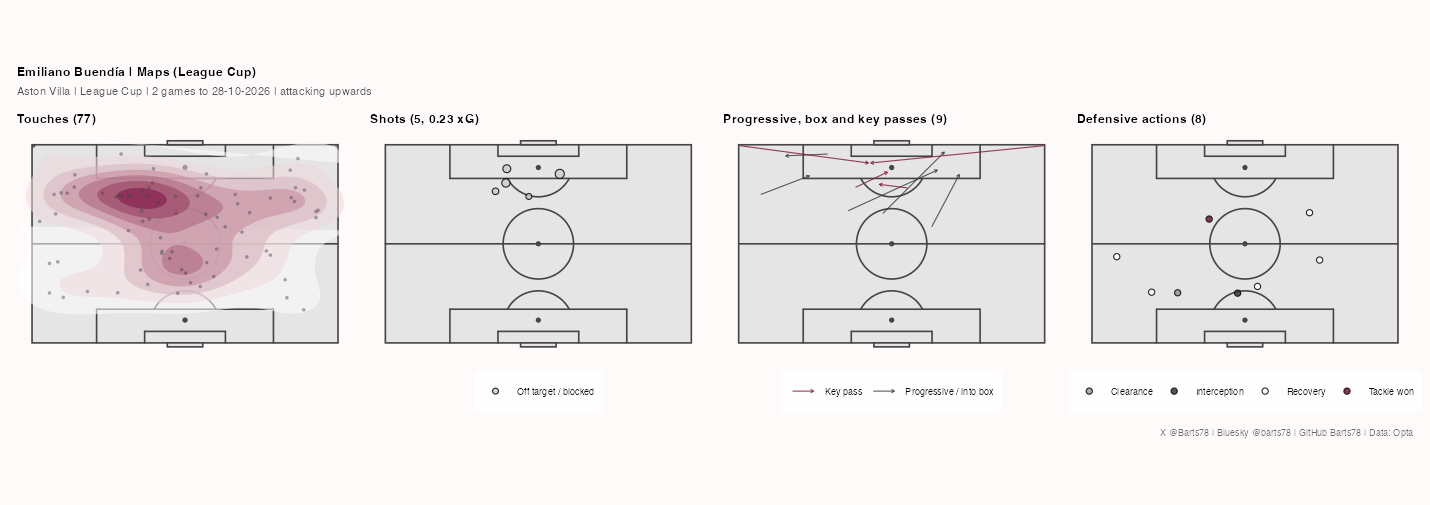 Emiliano Buendía | Maps (League Cup)
Aston Villa | League Cup | 2 games to 28-10-2026 | attacking upwards
Touches (77)
Shots (5, 0.23 xG)
Progressive, box and key passes (9)
Defensive actions (8)
Off target / blocked
Key pass
Progressive / into box
Clearance
Interception
Recovery
Tackle won
X @Barts78 | Bluesky @barts78 | GitHub Barts78 | Data: Opta